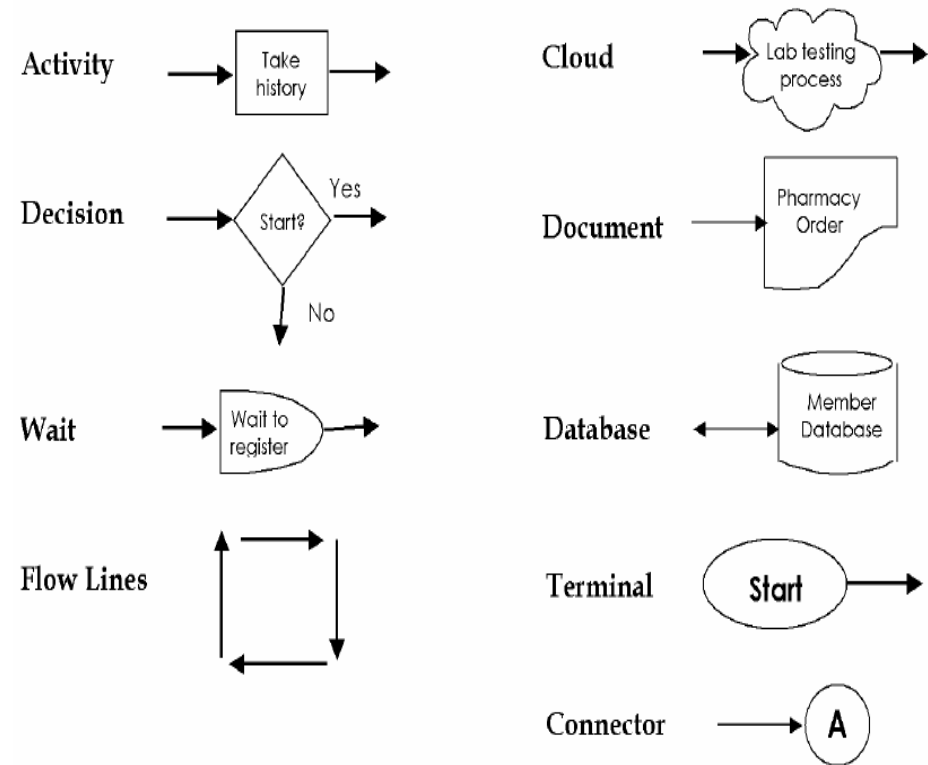 Activity
Take
history
Decision
Start?
Yes
No
Wait
Wait to
register
Flow Lines
Cloud
Lab testing
process
Document
Pharmacy
Order
Database
Member
Database
Terminal
Start
Connector
A